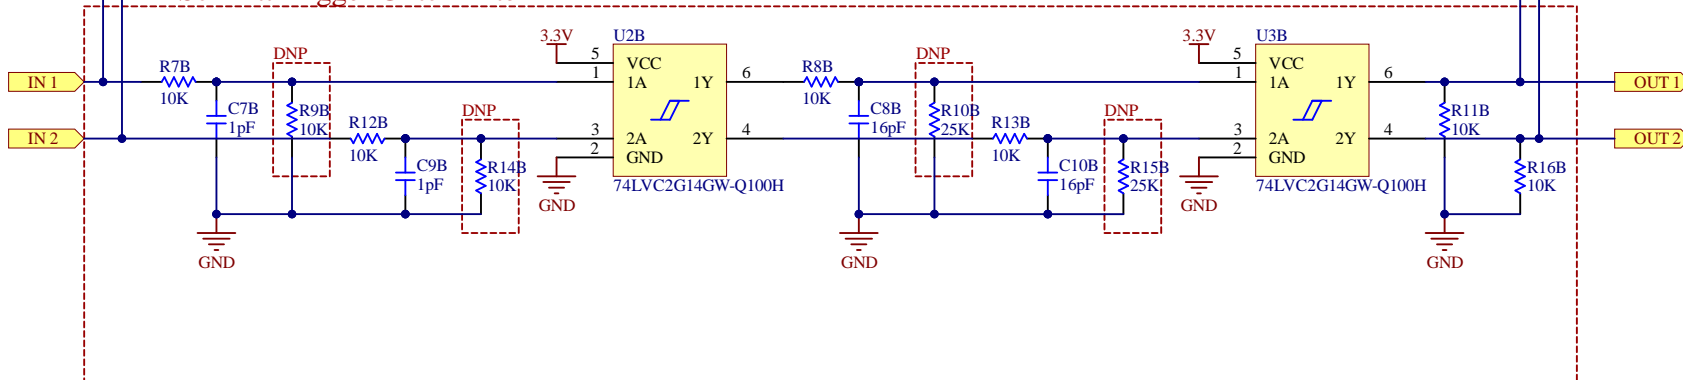 3.3V
U2B
3.3V
U3B
DNP
DNP
5
VCC
5
VCC
IN 1
R7B
1
1A
1Y
6
R8B
1
1A
1Y
6
OUT 1
10K
10K
C7B
1pF
R9B
10K
DNP
C8B
16pF
R10B
25K
DNP
R11B
10K
IN 2
R12B
3
2A
2Y
4
R13B
3
2A
2Y
4
OUT 2
10K
2
GND
10K
2
GND
C9B
1pF
R14B
10K
C10B
16pF
R15B
25K
R16B
10K
74LVC2G14GW-Q100H
74LVC2G14GW-Q100H
GND
GND
GND
GND
GND